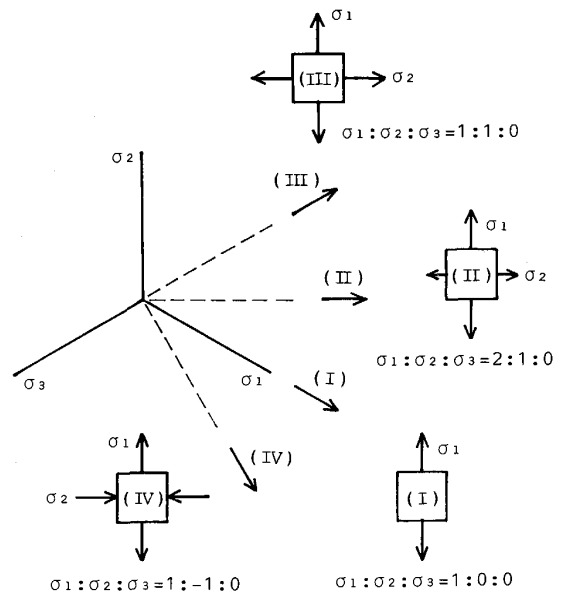 σ1
(III)
σ2
σ1:σ2:σ3=1:1:0
σ2
(III)
(II)
σ1
(II)
σ2
σ1:σ2:σ3=2:1:0
σ3
σ1
(I)
(IV)
σ1
σ2
(IV)
σ1:σ2:σ3=1:-1:0
σ1
(I)
σ1:σ2:σ3=1:0:0